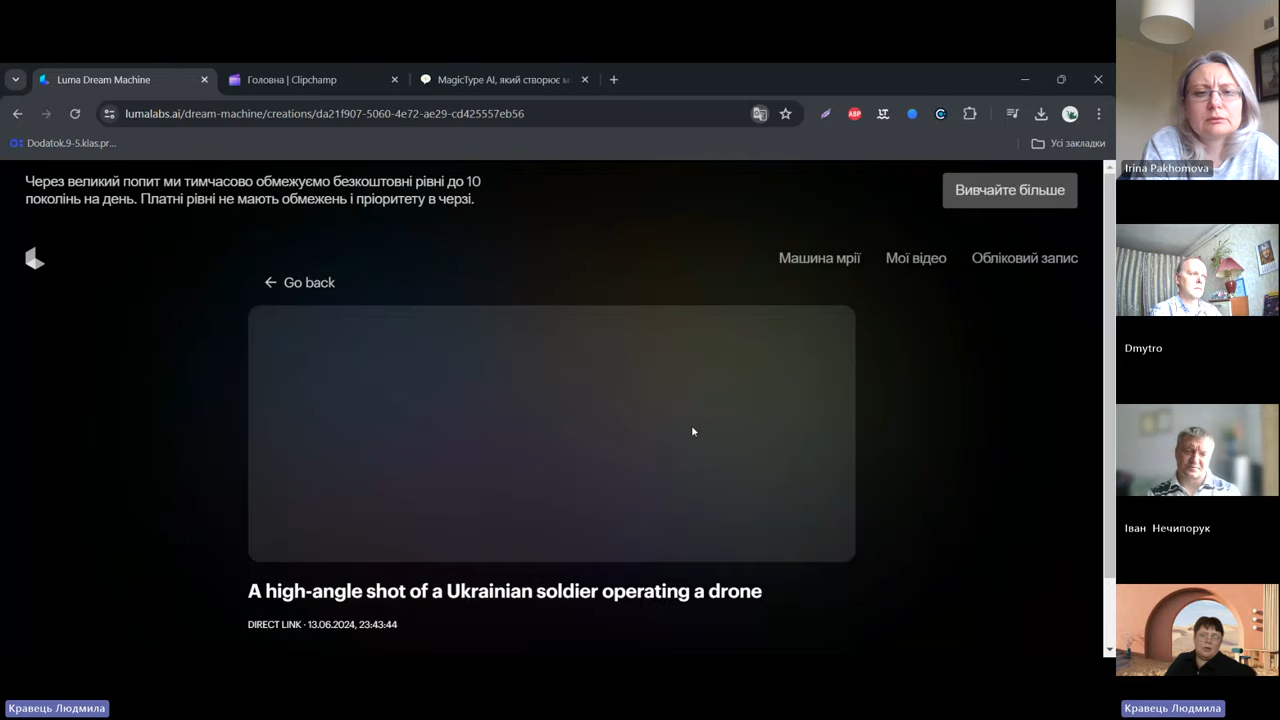 Luma Dream Machine
Головна | Clipchamp
MagicType AI, який створює м
lumalabs.ai/dream-machine/creations/da21f907-5060-4e72-ae29-cd425557eb56
ABP
Dodatok.9-5.klas.pr...
Усі закладки
Через великий попит ми тимчасово обмежуємо безкоштовні рівні до 10
поколінь на день. Платні рівні не мають обмежень і пріоритету в черзі.
Вивчайте більше
Машина мрії
Мої відео
Обліковий запис
← Go back
A high-angle shot of a Ukrainian soldier operating a drone
DIRECT LINK · 13.06.2024, 23:43:44
Кравець Людмила
Irina Pakhomova
Dmytro
Іван Нечипорук
Кравець Людмила